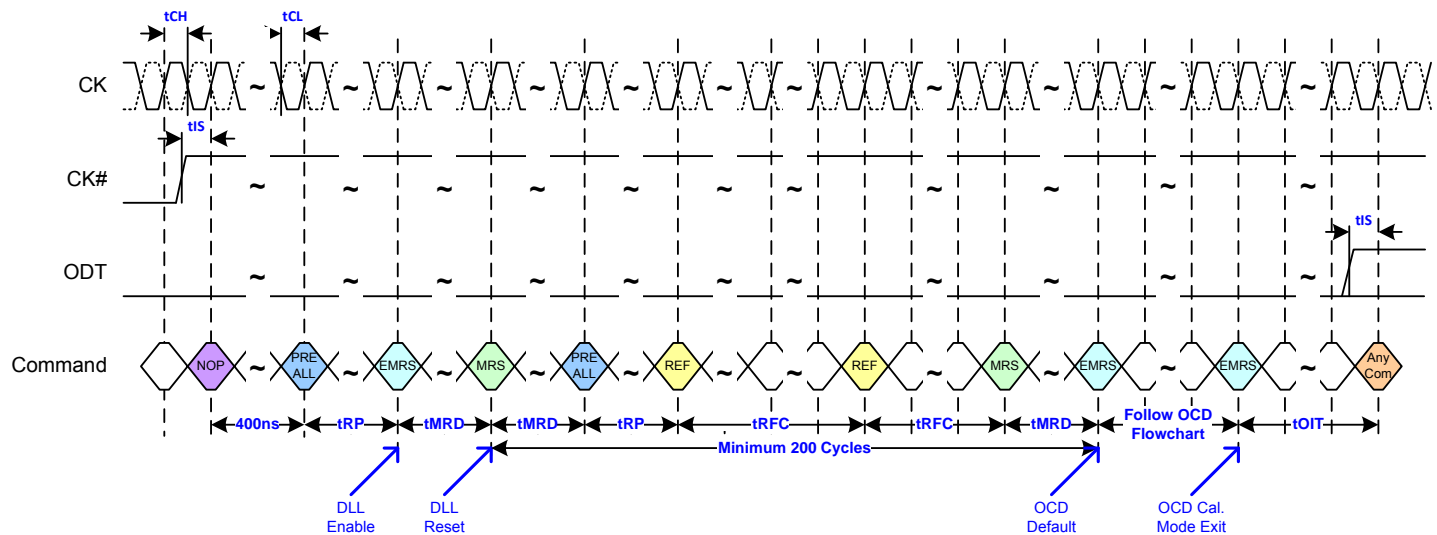 tCH
tCL
CK
~ ~ ~ ~ ~ ~ ~ ~ ~ ~
tIS
CK#
~ ~ ~ ~ ~ ~ ~ ~ ~ ~
tIS
ODT
~ ~ ~ ~ ~ ~ ~ ~ ~ ~
Command
NOP
~
PRE
ALL
~
EMRS
~
MRS
~
PRE
ALL
~
REF
~
REF
~
MRS
~
EMRS
~
EMRS
~
Any
Com
400ns
tRP
tMRD
tMRD
tRP
tRFC
tRFC
tMRD
Follow OCD
Flowchart
tOIT
Minimum 200 Cycles
DLL
Enable
DLL
Reset
OCD
Default
OCD Cal.
Mode Exit